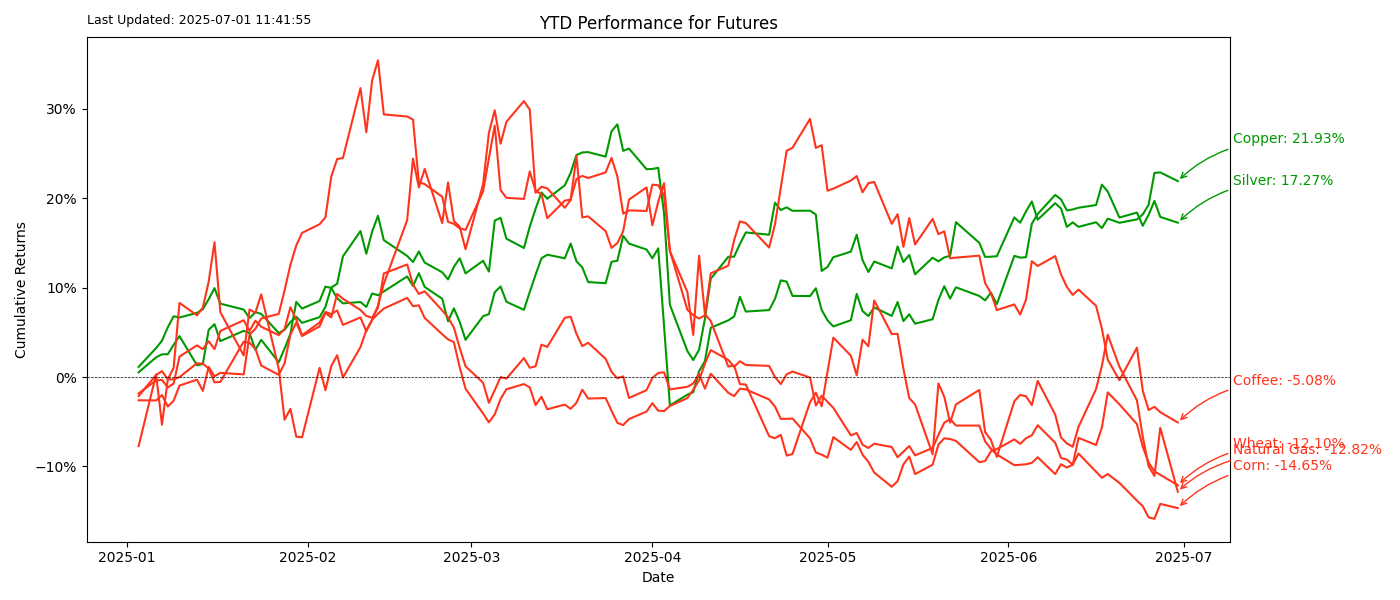 Last Updated: 2025-07-01 11:41:55
YTD Performance for Futures
Cumulative Returns
30%
20%
10%
0%
−10%
Copper: 21.93%
Silver: 17.27%
Coffee: -5.08%
Wheat: -12.10%
Natural Gas: -12.82%
Corn: -14.65%
2025-01
2025-02
2025-03
2025-04
2025-05
2025-06
2025-07
Date